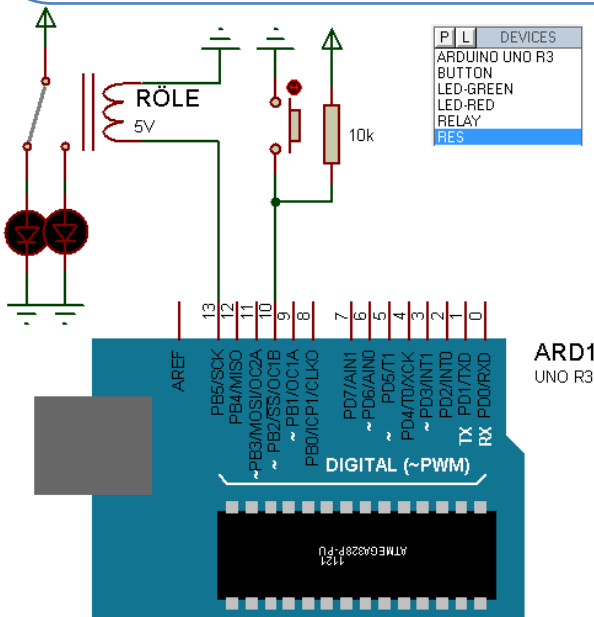 P L DEVICES
ARDUINO UNO R3
BUTTON
LED-GREEN
LED-RED
RELAY
RES
RÖLE
5V
10k
13
12
11
10
9
8
7
6
5
4
3
2
1
0
AREF
PB5/SCK
PB4/MISO
~PB3/MOSI/OC2A
~ PB2/SS/OC1B
~ PB1/OC1A
PB0/ICP1/CLKO
PD7/AIN1
~ PD6/AIN0
~ PD5/T1
PD4/T0/XCK
~ PD3/INT1
PD2/INT0
TX PD1/TXD
RX PD0/RXD
ARD1
UNO R3
DIGITAL (~PWM)
ATMEGA328P-PU
1121